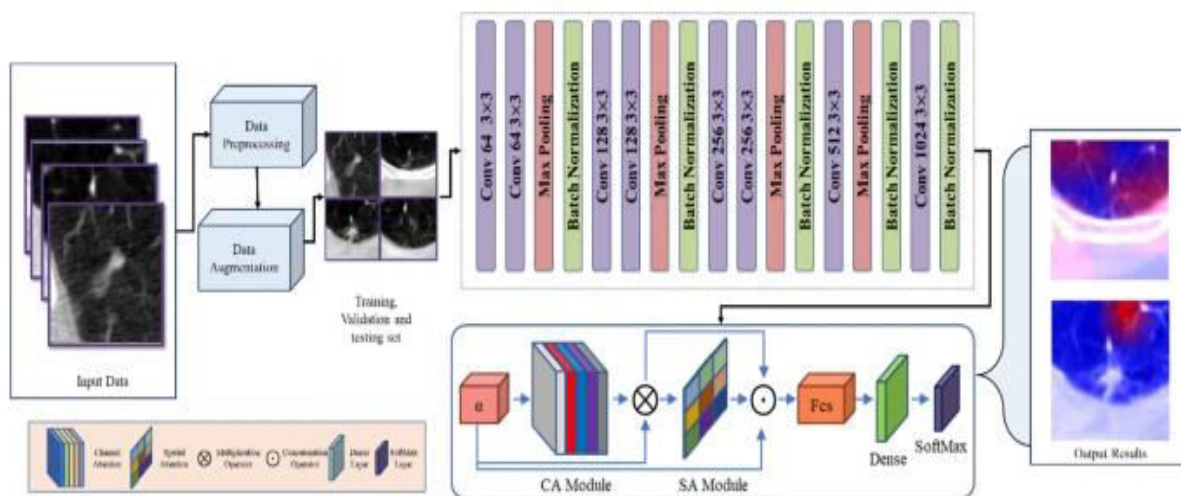 Input Data
Data
Preprocessing
Data
Augmentation
Training,
Validation and
testing set
Conv 64 3×3
Conv 64 3×3
Max Pooling
Batch Normalization
Conv 128 3×3
Conv 128 3×3
Max Pooling
Batch Normalization
Conv 256 3×3
Conv 256 3×3
Max Pooling
Batch Normalization
Conv 512 3×3
Max Pooling
Batch Normalization
Conv 1024 3×3
Batch Normalization
α
Fcs
Dense
SoftMax
CA Module
SA Module
Output Results
Channel
Attention
Spatial
Attention
Multiplication
Operator
Concatenation
Operator
Dense
Layer
SoftMax
Layer